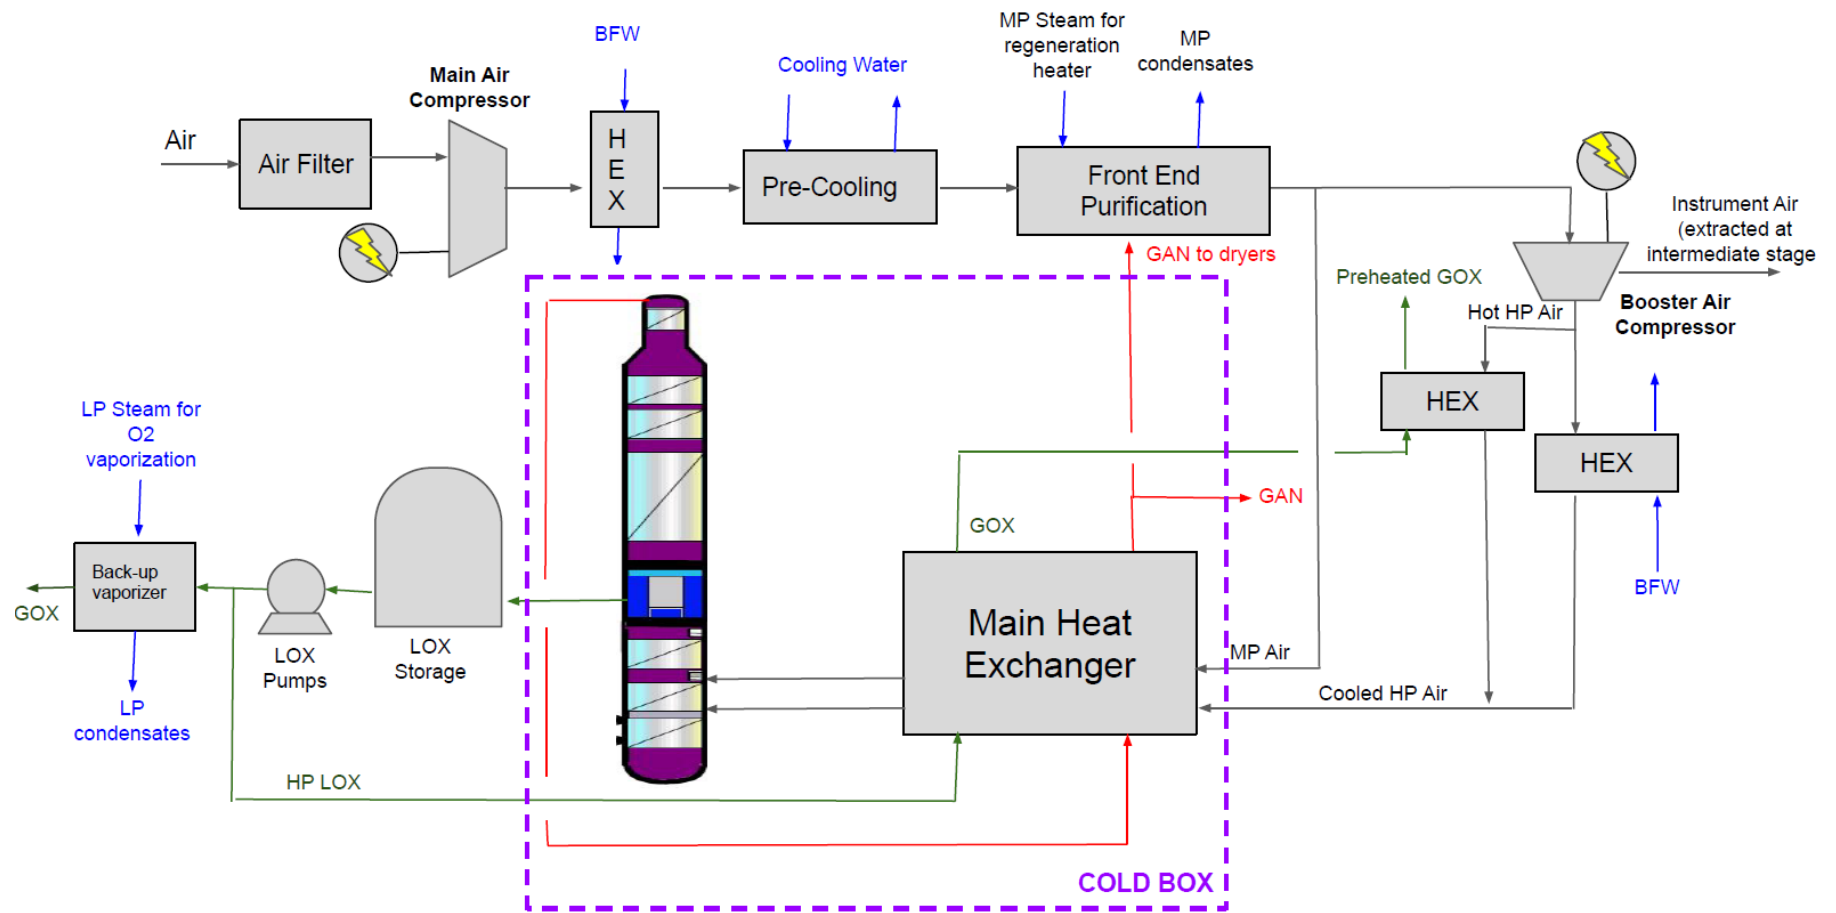 BFW
Main Air
Compressor
Cooling Water
MP Steam for
regeneration
heater
MP
condensates
Air
Air Filter
H
E
X
Pre-Cooling
Front End
Purification
Instrument Air
(extracted at
intermediate stage
GAN to dryers
Preheated GOX
Hot HP Air
Booster Air
Compressor
HEX
HEX
BFW
LP Steam for
O2
vaporization
Back-up
vaporizer
GOX
LP
condensates
LOX
Pumps
LOX
Storage
HP LOX
GOX
GAN
Main Heat
Exchanger
MP Air
Cooled HP Air
COLD BOX